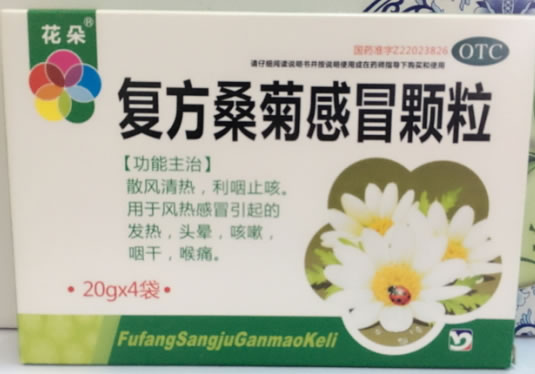 花朵®
国药准字Z22023826
OTC
请仔细阅读说明书并按说明使用或在药师指导下购买和使用
复方桑菊感冒颗粒
【功能主治】
散风清热，利咽止咳。
用于风热感冒引起的
发热，头晕，咳嗽，
咽干，喉痛。
•20gx4袋•
FufangSangjuGanmaoKeli